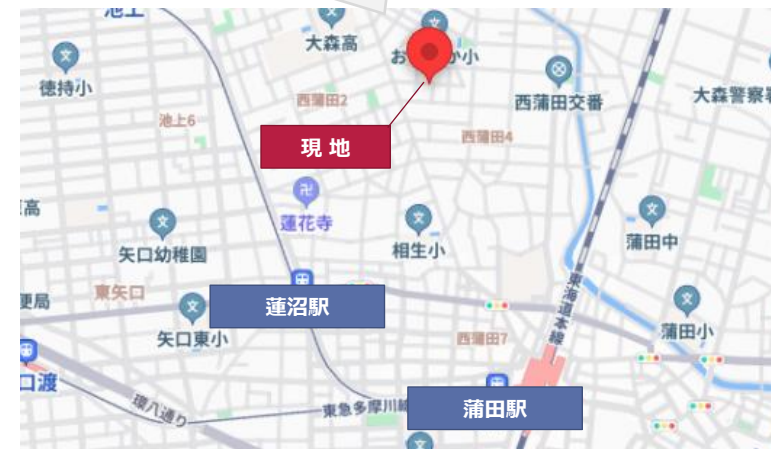 池上
大森高
徳持小
西蒲田交番
大森警察署
西蒲田2
池上6
西蒲田4
現 地
高
蓮花寺
相生小
蒲田中
矢口幼稚園
東矢口
便局
蓮沼駅
東海道本線
矢口東小
西蒲田7
蒲田小
口渡
環八通り
東急多摩川線
蒲田駅